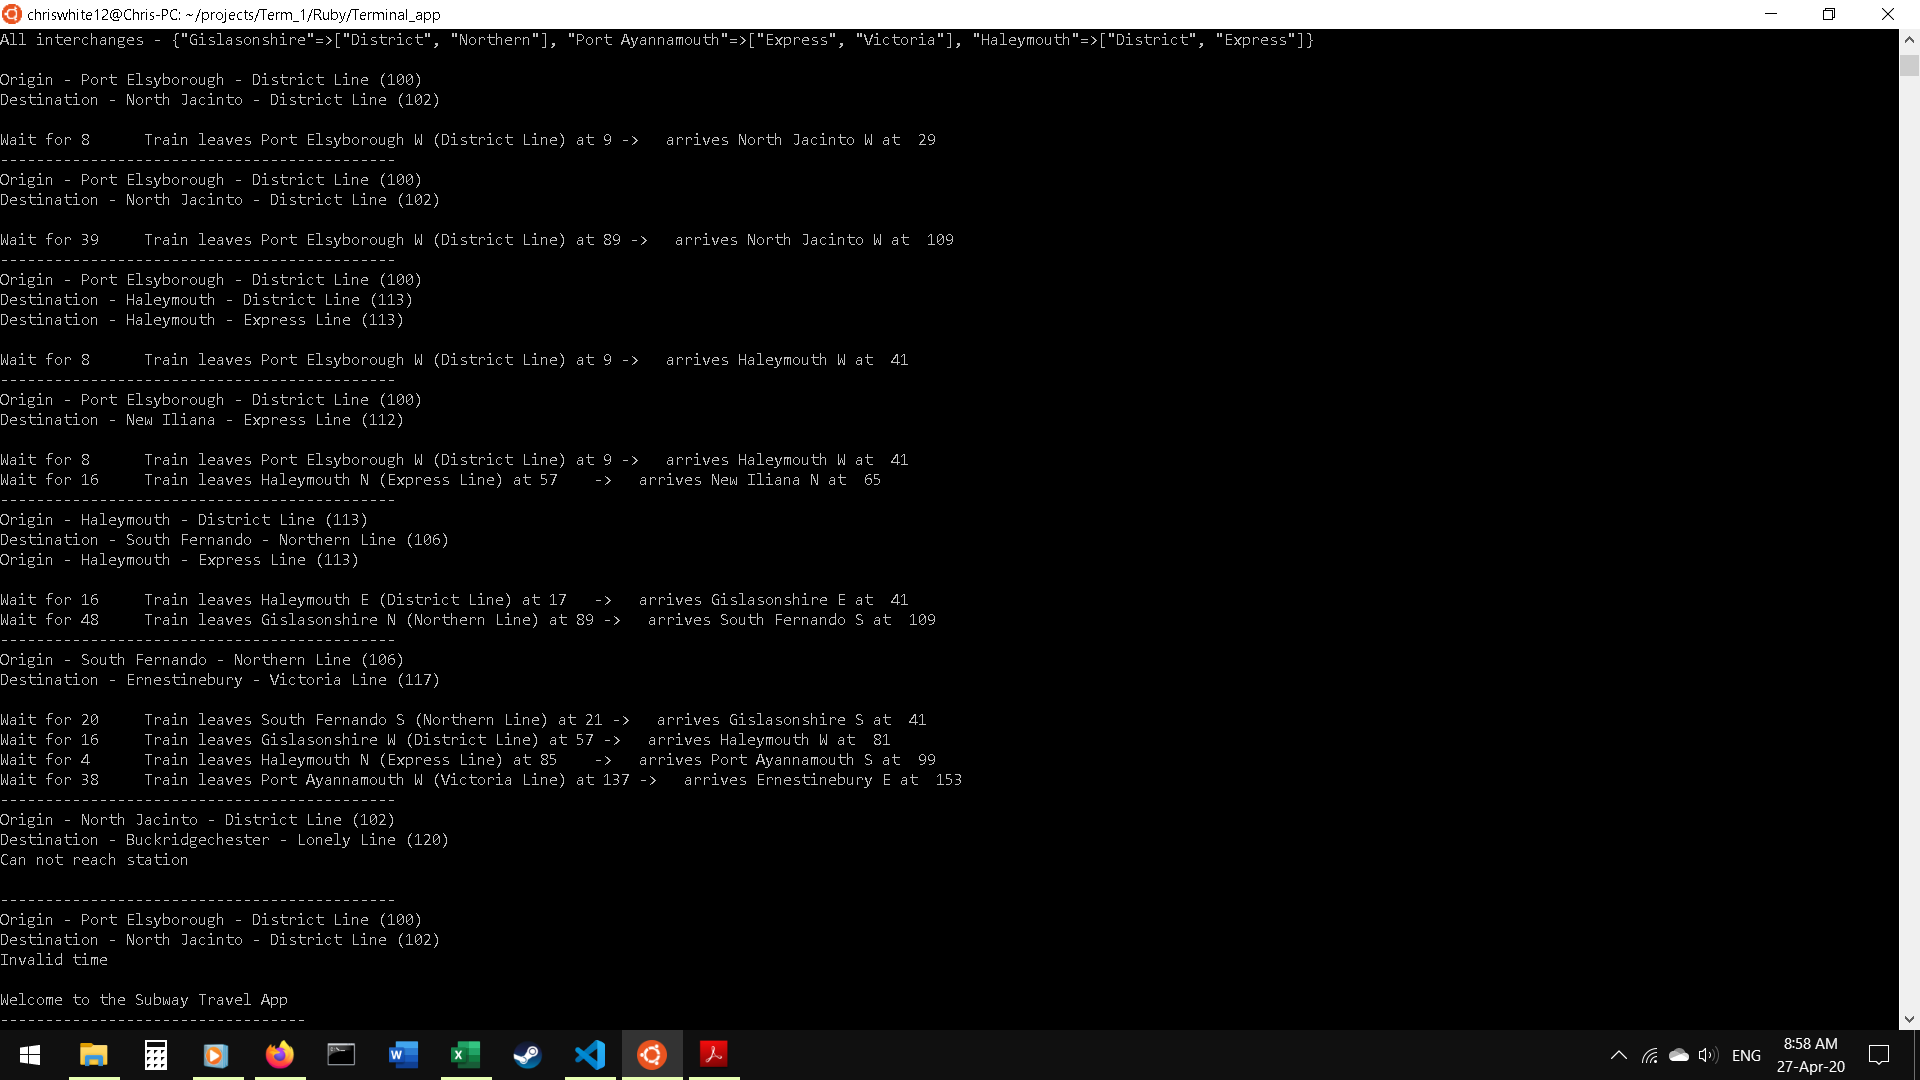 chriswhite12@Chris-PC: ~/projects/Term_1/Ruby/Terminal_app
All interchanges - {"Gislasonshire"=>["District", "Northern"], "Port Ayannamouth"=>["Express", "Victoria"], "Haleymouth"=>["District", "Express"]}
Origin - Port Elsyborough - District Line (100)
Destination - North Jacinto - District Line (102)
Wait for 8      Train leaves Port Elsyborough W (District Line) at 9 ->   arrives North Jacinto W at  29
--------------------------------------------
Origin - Port Elsyborough - District Line (100)
Destination - North Jacinto - District Line (102)
Wait for 39     Train leaves Port Elsyborough W (District Line) at 89 ->   arrives North Jacinto W at  109
--------------------------------------------
Origin - Port Elsyborough - District Line (100)
Destination - Haleymouth - District Line (113)
Destination - Haleymouth - Express Line (113)
Wait for 8      Train leaves Port Elsyborough W (District Line) at 9 ->   arrives Haleymouth W at  41
--------------------------------------------
Origin - Port Elsyborough - District Line (100)
Destination - New Iliana - Express Line (112)
Wait for 8      Train leaves Port Elsyborough W (District Line) at 9 ->   arrives Haleymouth W at  41
Wait for 16     Train leaves Haleymouth N (Express Line) at 57    ->   arrives New Iliana N at  65
--------------------------------------------
Origin - Haleymouth - District Line (113)
Destination - South Fernando - Northern Line (106)
Origin - Haleymouth - Express Line (113)
Wait for 16     Train leaves Haleymouth E (District Line) at 17   ->   arrives Gislasonshire E at  41
Wait for 48     Train leaves Gislasonshire N (Northern Line) at 89 ->   arrives South Fernando S at  109
--------------------------------------------
Origin - South Fernando - Northern Line (106)
Destination - Ernestinebury - Victoria Line (117)
Wait for 20     Train leaves South Fernando S (Northern Line) at 21 ->   arrives Gislasonshire S at  41
Wait for 16     Train leaves Gislasonshire W (District Line) at 57 ->   arrives Haleymouth W at  81
Wait for 4      Train leaves Haleymouth N (Express Line) at 85    ->   arrives Port Ayannamouth S at  99
Wait for 38     Train leaves Port Ayannamouth W (Victoria Line) at 137 ->   arrives Ernestinebury E at  153
--------------------------------------------
Origin - North Jacinto - District Line (102)
Destination - Buckridgechester - Lonely Line (120)
Can not reach station
--------------------------------------------
Origin - Port Elsyborough - District Line (100)
Destination - North Jacinto - District Line (102)
Invalid time
Welcome to the Subway Travel App
----------------------------------
ENG
8:58 AM
27-Apr-20